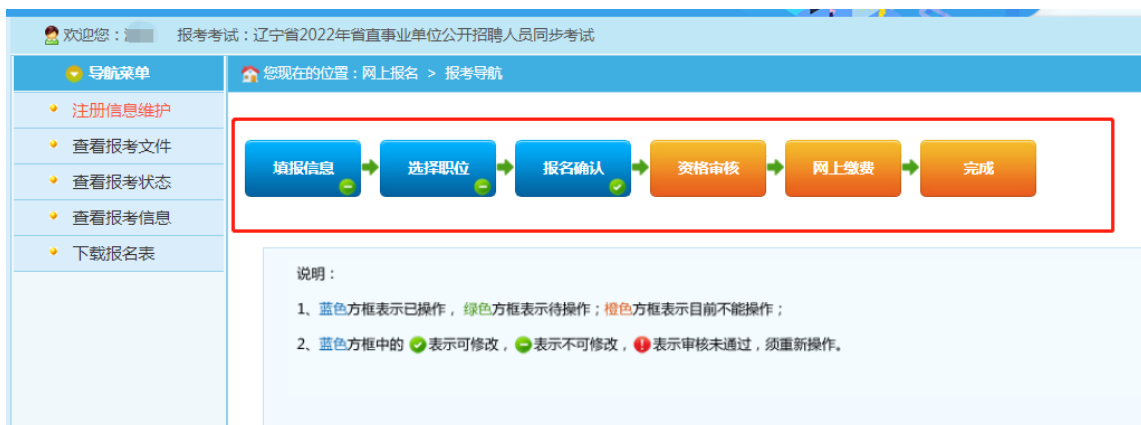 欢迎您： 报考考试：辽宁省2022年省直事业单位公开招聘人员同步考试
导航菜单
您现在的位置：网上报名 > 报考导航
注册信息维护
查看报考文件
查看报考状态
查看报考信息
下载报名表
填报信息 选择职位 报名确认 资格审核 网上缴费 完成
说明：
1、蓝色方框表示已操作，绿色方框表示待操作；橙色方框表示目前不能操作；
2、蓝色方框中的 表示可修改， 表示不可修改， 表示审核未通过，须重新操作。